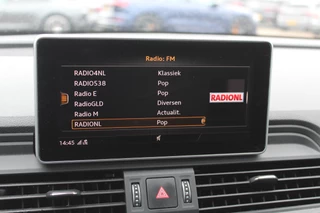 Radio: FM
RADIO4NL Klassiek
RADIO538 Pop
Radio E Pop
RadioGLD Diversen
Radio M Actualit.
RADIONL Pop
RADIONL
14:45